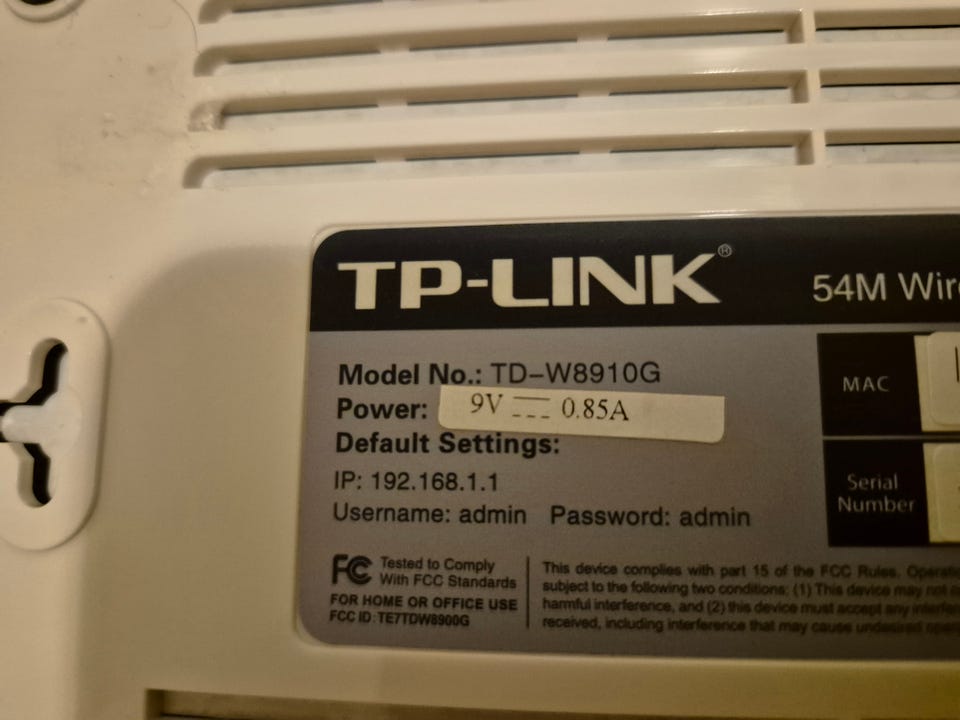 TP-LINK®
54M
Model No.: TD-W8910G
Power: 9V 0.85A
Default Settings:
IP: 192.168.1.1
Username: admin Password: admin
MAC
Serial
Number
FC Tested to Comply
With FCC Standards
FOR HOME OR OFFICE USE
FCC ID:TE7TDW8900G
This device complies with part 15 of the FCC Rules.
subject to the following two conditions: (1) This device may not
harmful interference, and (2) this device must accept any
received, including interference that may cause undesired